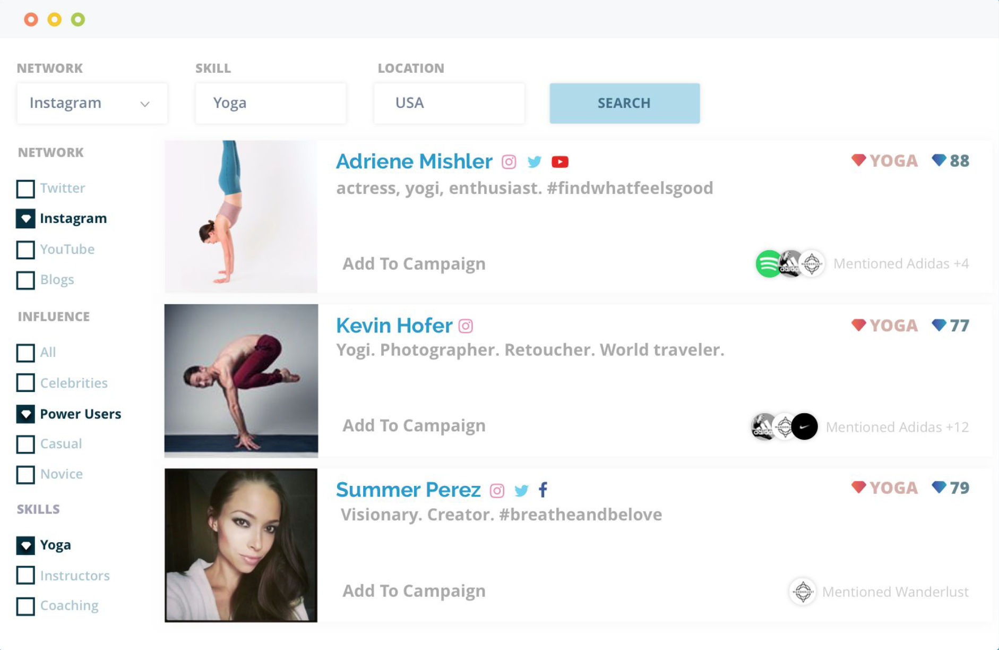 NETWORK SKILL LOCATION
Instagram Yoga USA SEARCH
NETWORK
Twitter
Instagram
YouTube
Blogs
INFLUENCE
All
Celebrities
Power Users
Casual
Novice
SKILLS
Yoga
Instructors
Coaching
Adriene Mishler YOGA 88
actress, yogi, enthusiast. #findwhatfeelsgood
Add To Campaign adidas WANDERLUST Mentioned Adidas +4
Kevin Hofer YOGA 77
Yogi. Photographer. Retoucher. World traveler.
Add To Campaign Mentioned Adidas +12
Summer Perez YOGA 79
Visionary. Creator. #breatheandbelove
Add To Campaign WANDERLUST Mentioned Wanderlust